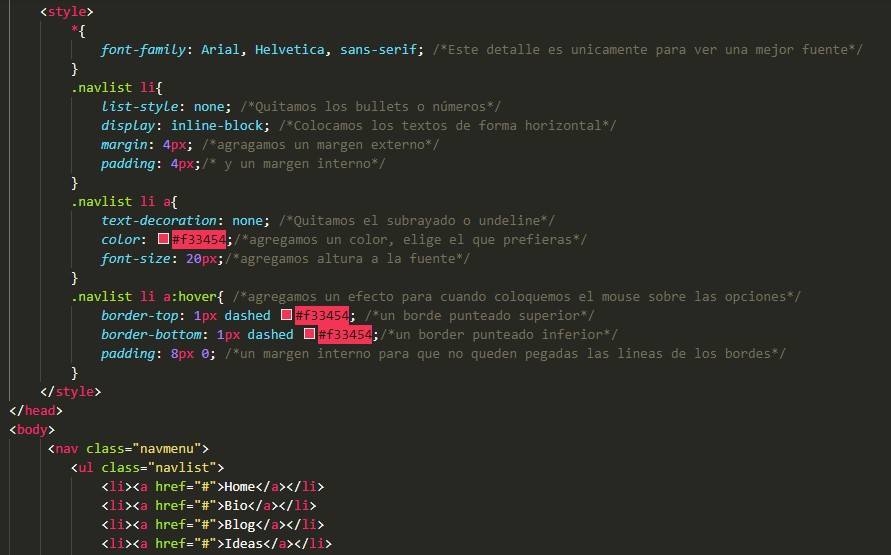 <style>
*{
font-family: Arial, Helvetica, sans-serif; /*Este detalle es unicamente para ver una mejor fuente*/
}
.navlist li{
list-style: none; /*Quitamos los bullets o números*/
display: inline-block; /*Colocamos los textos de forma horizontal*/
margin: 4px; /*agragamos un margen externo*/
padding: 4px;/* y un margen interno*/
}
.navlist li a{
text-decoration: none; /*Quitamos el subrayado o undeline*/
color: #f33454;/*agregamos un color, elige el que prefieras*/
font-size: 20px;/*agregamos altura a la fuente*/
}
.navlist li a:hover{ /*agregamos un efecto para cuando coloquemos el mouse sobre las opciones*/
border-top: 1px dashed #f33454; /*un borde punteado superior*/
border-bottom: 1px dashed #f33454;/*un border punteado inferior*/
padding: 8px 0; /*un margen interno para que no queden pegadas las lineas de los bordes*/
}
</style>
</head>
<body>
<nav class="navmenu">
<ul class="navlist">
<li><a href="#">Home</a></li>
<li><a href="#">Bio</a></li>
<li><a href="#">Blog</a></li>
<li><a href="#">Ideas</a></li>